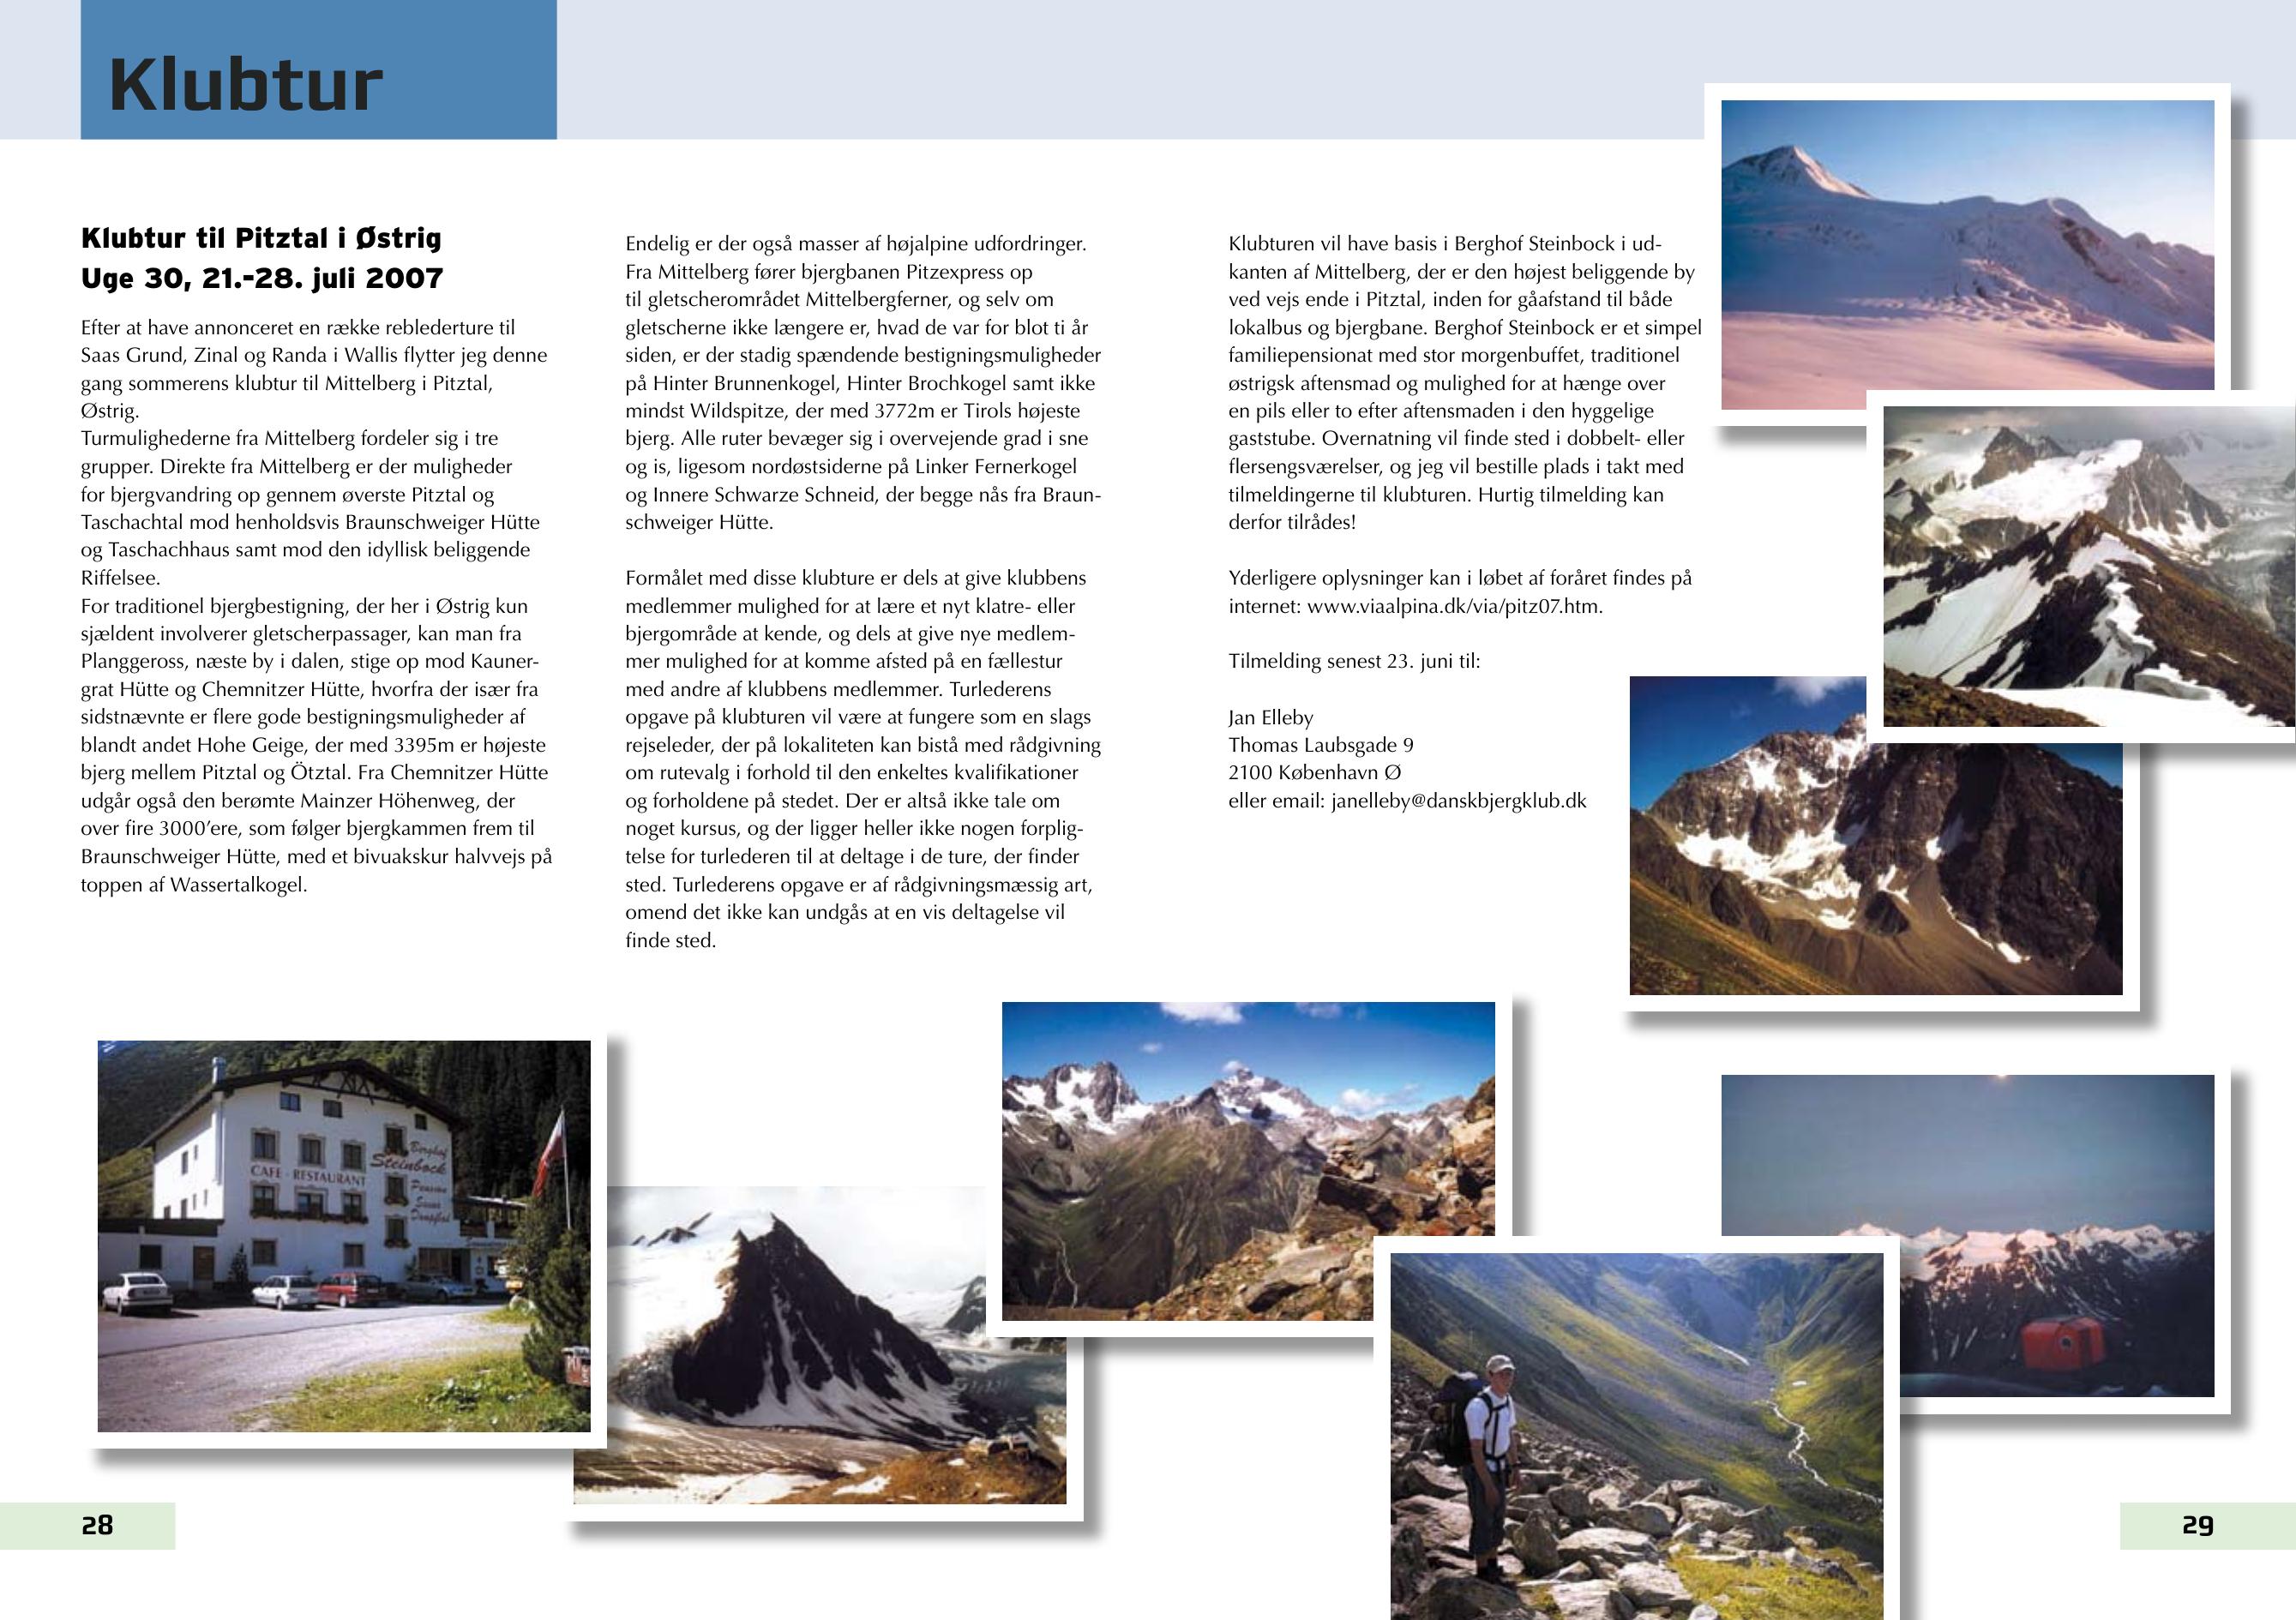 Klubtur
Klubtur til Pitztal i Østrig
Uge 30, 21.-28. juli 2007
Efter at have annonceret en række reblederture til
Saas Grund, Zinal og Randa i Wallis flytter jeg denne
gang sommerens klubtur til Mittelberg i Pitztal,
Østrig.
Turmulighederne fra Mittelberg fordeler sig i tre
grupper. Direkte fra Mittelberg er der muligheder
for bjergvandring op gennem øverste Pitztal og
Taschachtal mod henholdsvis Braunschweiger Hütte
og Taschachhaus samt mod den idyllisk beliggende
Riffelsee.
For traditionel bjergbestigning, der her i Østrig kun
sjældent involverer gletscherpassager, kan man fra
Planggeross, næste by i dalen, stige op mod Kauner-
grat Hütte og Chemnitzer Hütte, hvorfra der især fra
sidstnævnte er flere gode bestigningsmuligheder af
blandt andet Hohe Geige, der med 3395m er højeste
bjerg mellem Pitztal og Ötztal. Fra Chemnitzer Hütte
udgår også den berømte Mainzer Höhenweg, der
over fire 3000’ere, som følger bjergkammen frem til
Braunschweiger Hütte, med et bivuakskur halvvejs på
toppen af Wassertalkogel.
Endelig er der også masser af højalpine udfordringer.
Fra Mittelberg fører bjergbanen Pitzexpress op
til gletscherområdet Mittelbergferner, og selv om
gletscherne ikke længere er, hvad de var for blot ti år
siden, er der stadig spændende bestigningsmuligheder
på Hinter Brunnenkogel, Hinter Brochkogel samt ikke
mindst Wildspitze, der med 3772m er Tirols højeste
bjerg. Alle ruter bevæger sig i overvejende grad i sne
og is, ligesom nordøstsiderne på Linker Fernerkogel
og Innere Schwarze Schneid, der begge nås fra Braun-
schweiger Hütte.
Formålet med disse klubture er dels at give klubbens
medlemmer mulighed for at lære et nyt klatre- eller
bjergområde at kende, og dels at give nye medlem-
mer mulighed for at komme afsted på en fællestur
med andre af klubbens medlemmer. Turlederens
opgave på klubturen vil være at fungere som en slags
rejseleder, der på lokaliteten kan bistå med rådgivning
om rutevalg i forhold til den enkeltes kvalifikationer
og forholdene på stedet. Der er altså ikke tale om
noget kursus, og der ligger heller ikke nogen forplig-
telse for turlederen til at deltage i de ture, der finder
sted. Turlederens opgave er af rådgivningsmæssig art,
omend det ikke kan undgås at en vis deltagelse vil
finde sted.
Klubturen vil have basis i Berghof Steinbock i ud-
kanten af Mittelberg, der er den højest beliggende by
ved vejs ende i Pitztal, inden for gåafstand til både
lokalbus og bjergbane. Berghof Steinbock er et simpel
familiepensionat med stor morgenbuffet, traditionel
østrigsk aftensmad og mulighed for at hænge over
en pils eller to efter aftensmaden i den hyggelige
gaststube. Overnatning vil finde sted i dobbelt- eller
flersengsværelser, og jeg vil bestille plads i takt med
tilmeldingerne til klubturen. Hurtig tilmelding kan
derfor tilrådes!
Yderligere oplysninger kan i løbet af foråret findes på
internet: www.viaalpina.dk/via/pitz07.htm.
Tilmelding senest 23. juni til:
Jan Elleby
Thomas Laubsgade 9
2100 København Ø
eller email: janelleby@danskbjergklub.dk
Berghof
Steinbock
CAFE - RESTAURANT
Pension
Sauna
Dampfbad
28
29